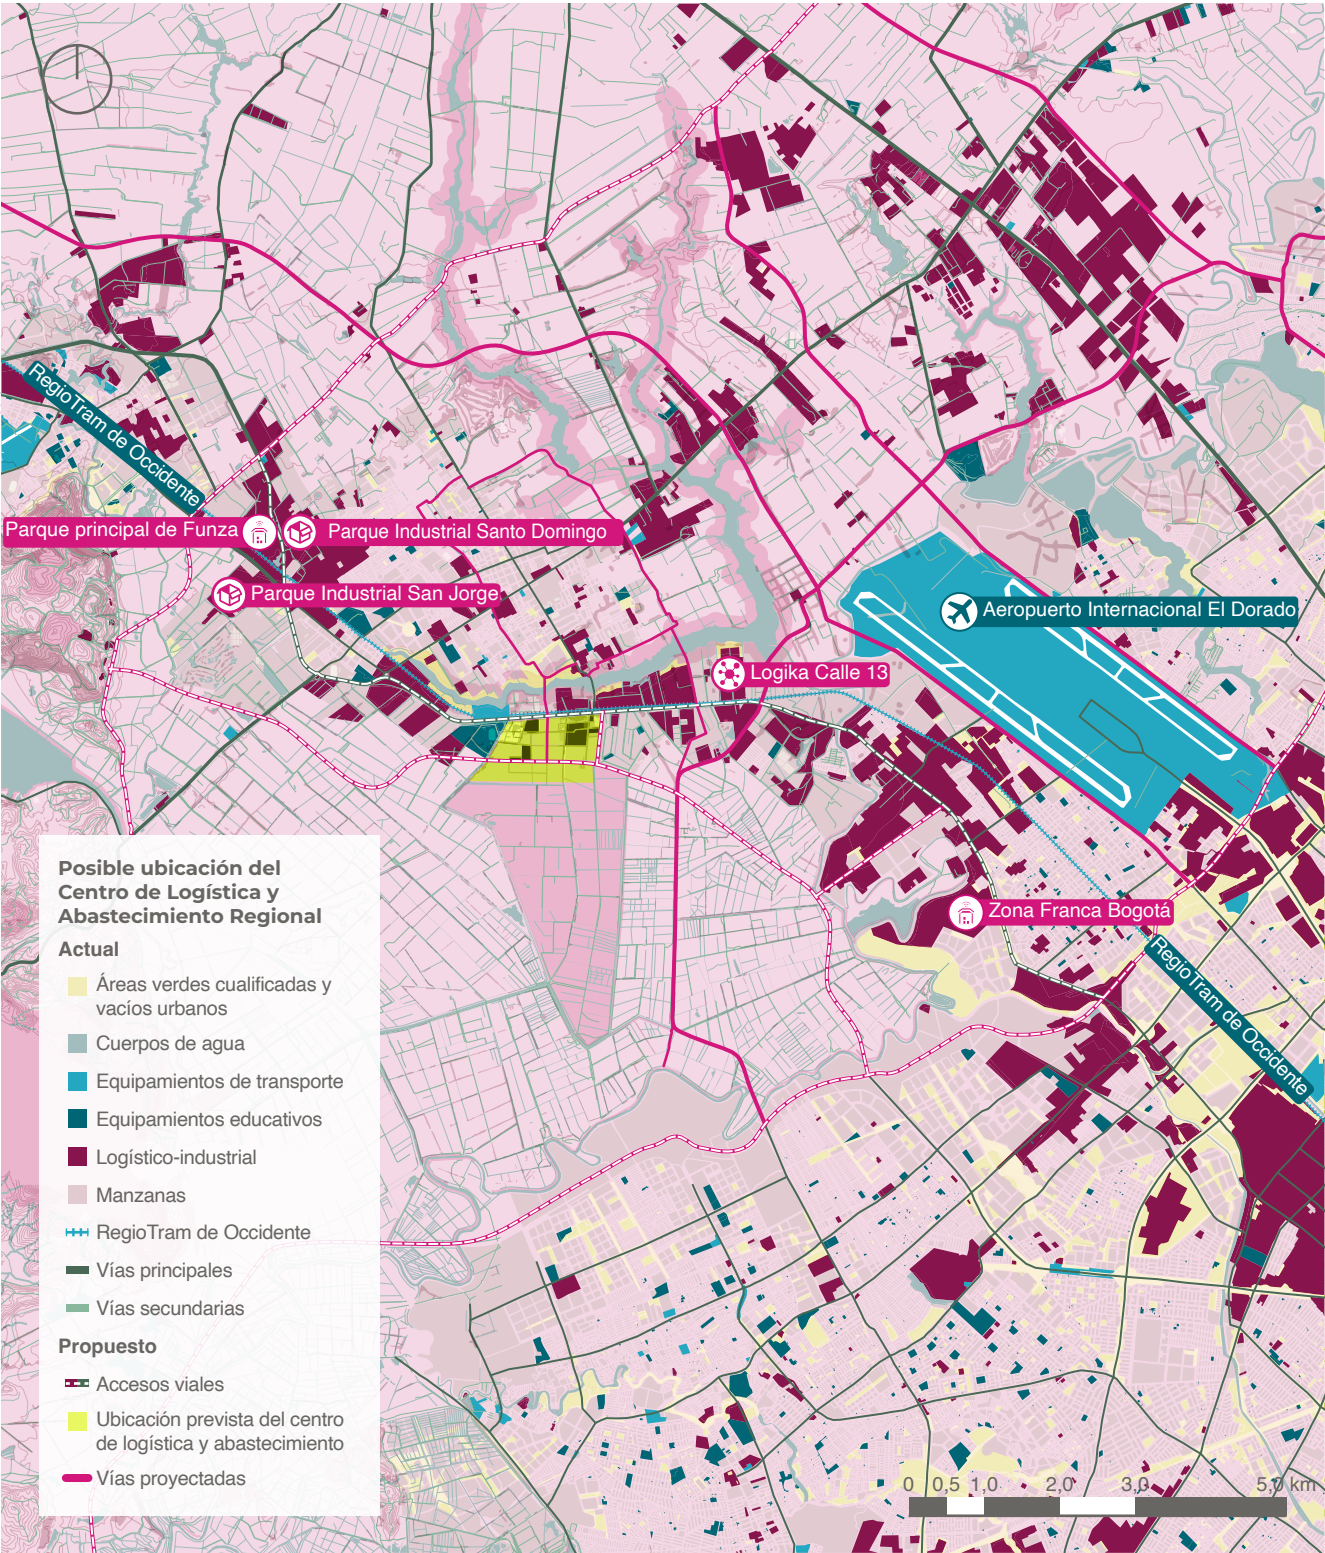 RegioTram de Occidente
Parque principal de Funza
Parque Industrial Santo Domingo
Parque Industrial San Jorge
Aeropuerto Internacional El Dorado
Logika Calle 13
Zona Franca Bogotá
RegioTram de Occidente
Posible ubicación del
Centro de Logística y
Abastecimiento Regional
Actual
Áreas verdes cualificadas y
vacíos urbanos
Cuerpos de agua
Equipamientos de transporte
Equipamientos educativos
Logístico-industrial
Manzanas
RegioTram de Occidente
Vías principales
Vías secundarias
Propuesto
Accesos viales
Ubicación prevista del centro
de logística y abastecimiento
Vías proyectadas
0 0,5 1,0 2,0 3,0 5,0 km